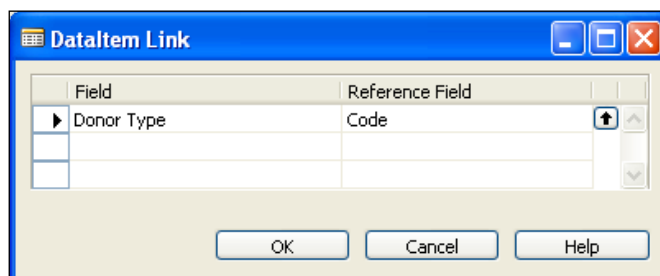 DataItem Link
Field Reference Field
Donor Type Code
OK Cancel Help